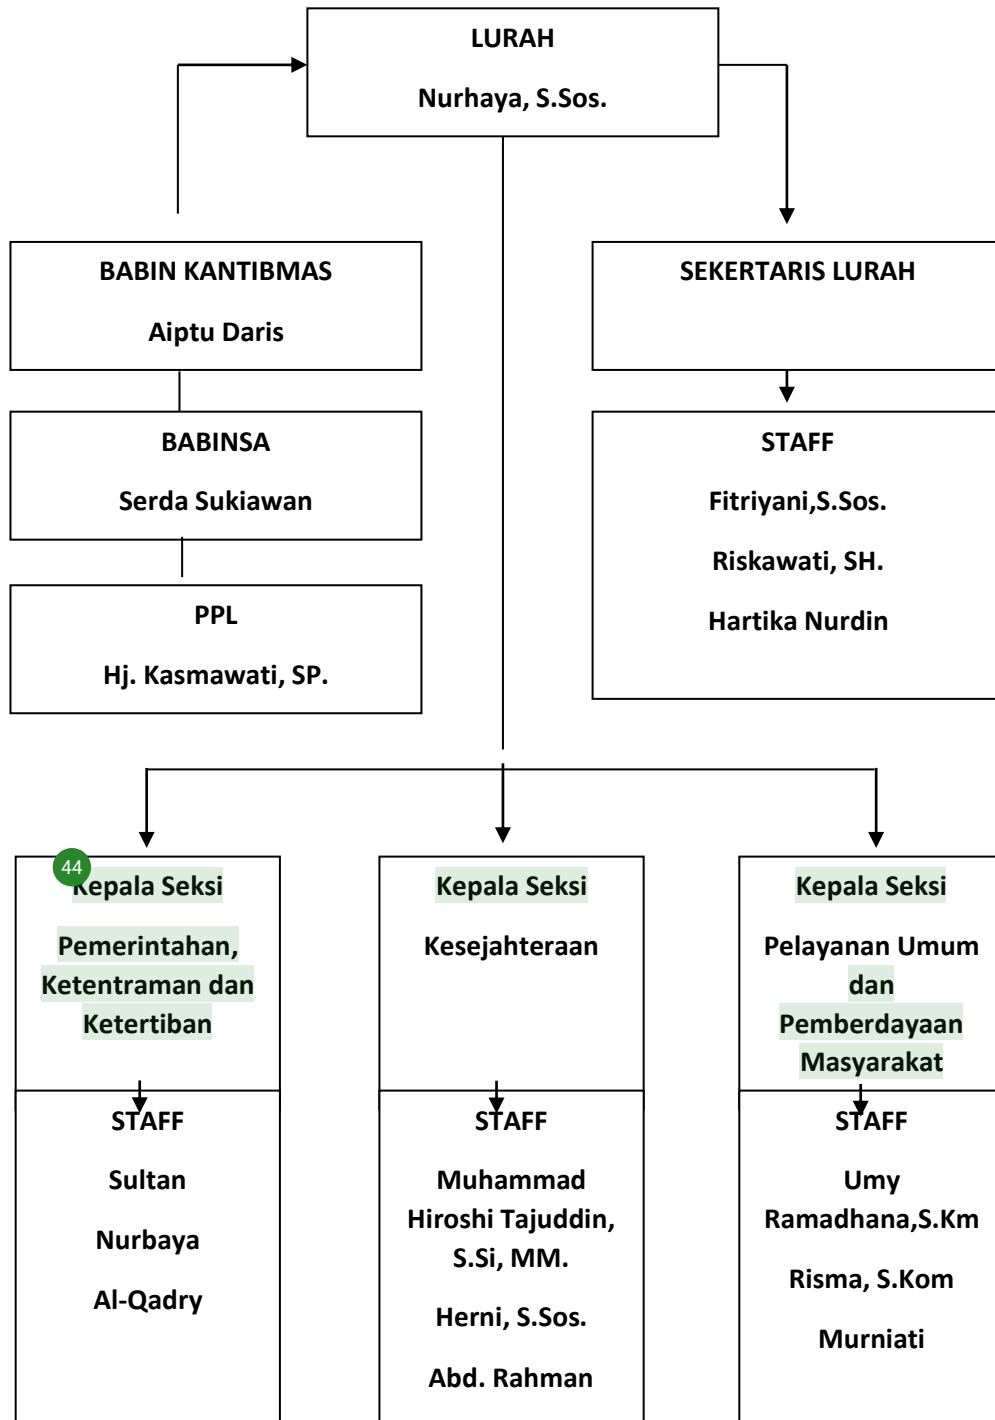 LURAH
Nurhaya, S.Sos.
BABIN KANTIBMAS
Aiptu Daris
SEKERTARIS LURAH
BABINSA
Serda Sukiawan
STAFF
Fitriyani,S.Sos.
Riskawati, SH.
Hartika Nurdin
PPL
Hj. Kasmawati, SP.
44
Kepala Seksi
Pemerintahan,
Ketentraman dan
Ketertiban
Kepala Seksi
Kesejahteraan
Kepala Seksi
Pelayanan Umum
dan
Pemberdayaan
Masyarakat
STAFF
Sultan
Nurbaya
Al-Qadry
STAFF
Muhammad
Hiroshi Tajuddin,
S.Si, MM.
Herni, S.Sos.
Abd. Rahman
STAFF
Umy
Ramadhana,S.Km
Risma, S.Kom
Murniati